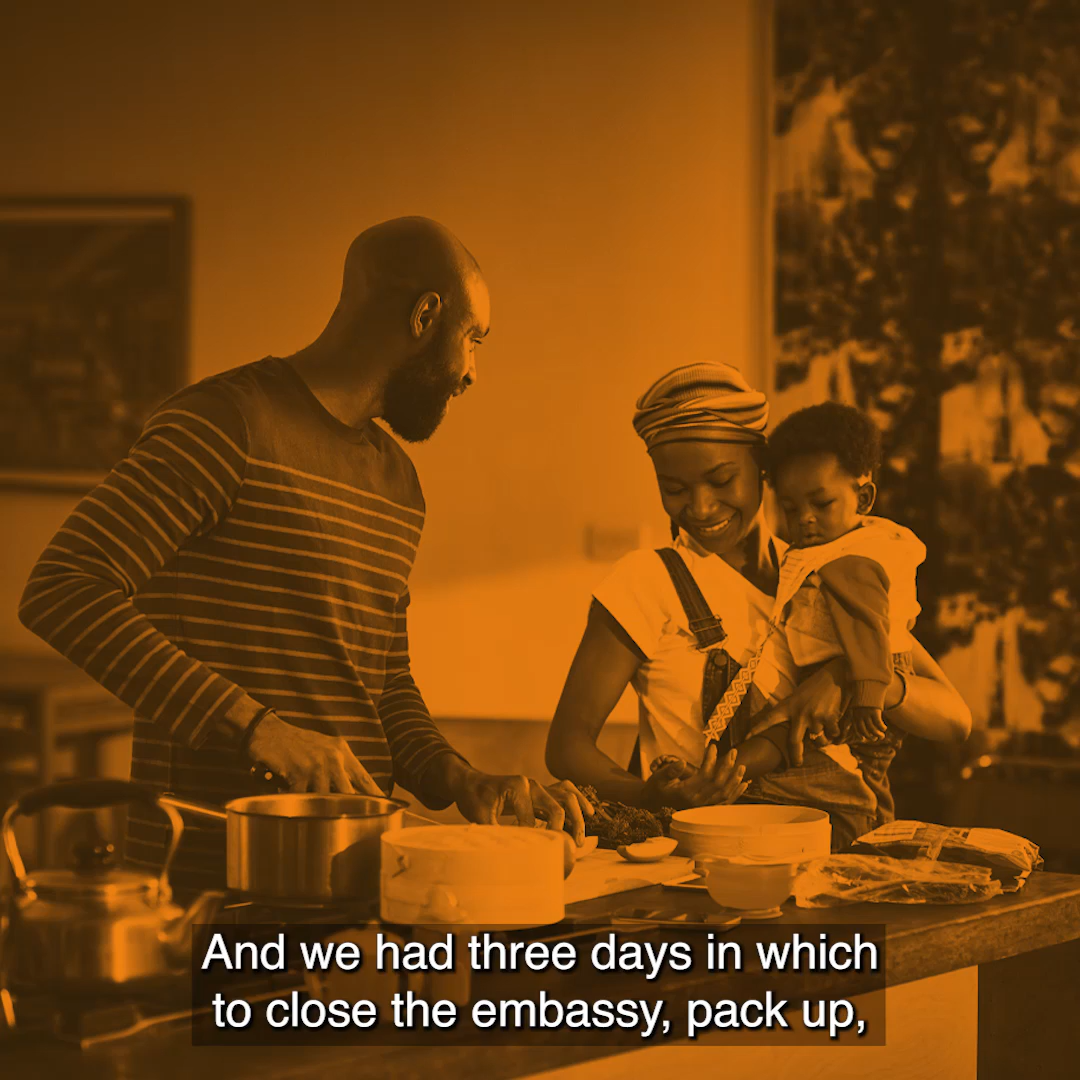 And we had three days in which
to close the embassy, pack up,